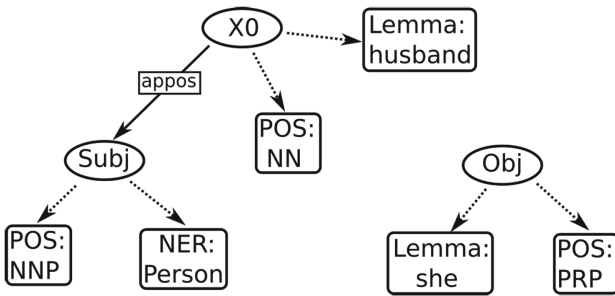 X0
Lemma:
husband
appos
POS:
NN
Subj
Obj
POS:
NNP
NER:
Person
Lemma:
she
POS:
PRP